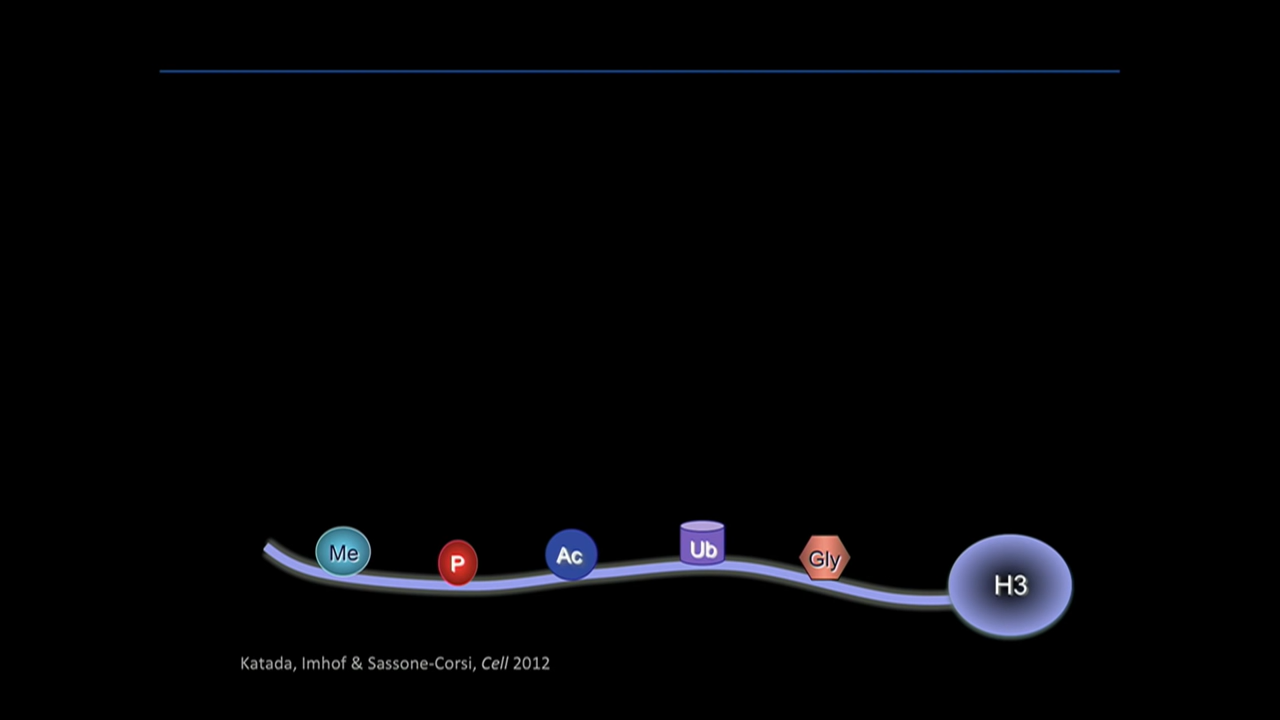 Me
P
Ac
Ub
Gly
H3
Katada, Imhof & Sassone-Corsi, Cell 2012